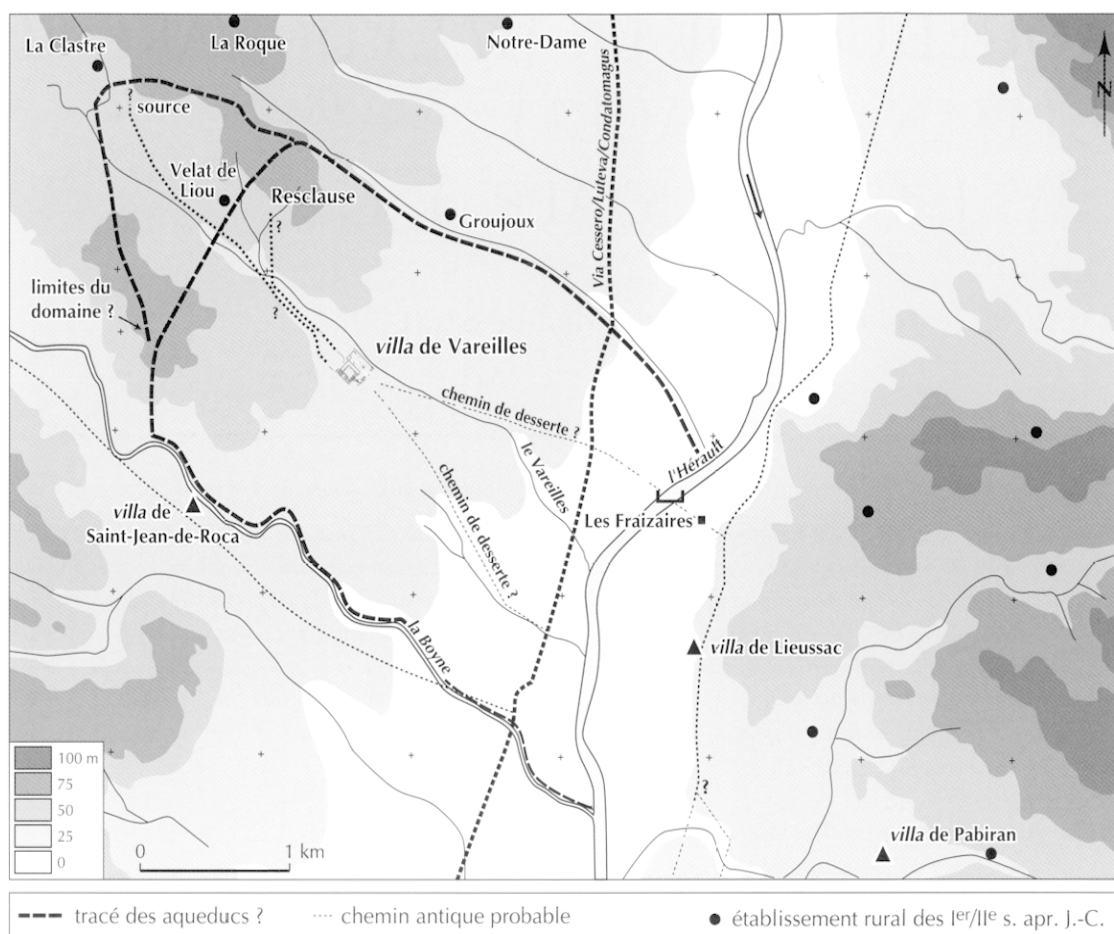 La Clastre
La Roque
Notre-Dame
N
?
source
Via Cessero/Luteva/Condatomagus
Velat de
Liou
Resclause
?
Groujoux
limites du
domaine ?
?
villa de Vareilles
chemin de desserte ?
le Vareilles
l'Hérault
chemin de desserte ?
villa de
Saint-Jean-de-Roca
Les Fraizaires
la Boyne
villa de Lieussac
?
villa de Pabiran
100 m
75
50
25
0
0
1 km
tracé des aqueducs ?
chemin antique probable
établissement rural des Ier/IIe s. apr. J.-C.